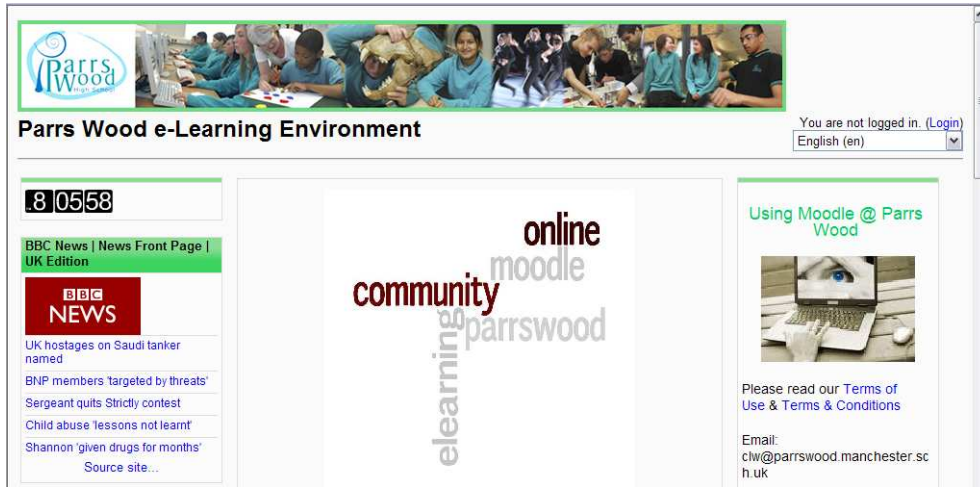 Parrs
Wood
High School
Parrs Wood e-Learning Environment
You are not logged in. (Login)
English (en)
8 05 58
BBC News | News Front Page |
UK Edition
BBC
NEWS
UK hostages on Saudi tanker
named
BNP members 'targeted by threats'
Sergeant quits Strictly contest
Child abuse 'lessons not learnt'
Shannon 'given drugs for months'
Source site...
online
moodle
community
parrswood
elearning
Using Moodle @ Parrs
Wood
Please read our Terms of
Use & Terms & Conditions
Email:
clw@parrswood.manchester.sc
h.uk